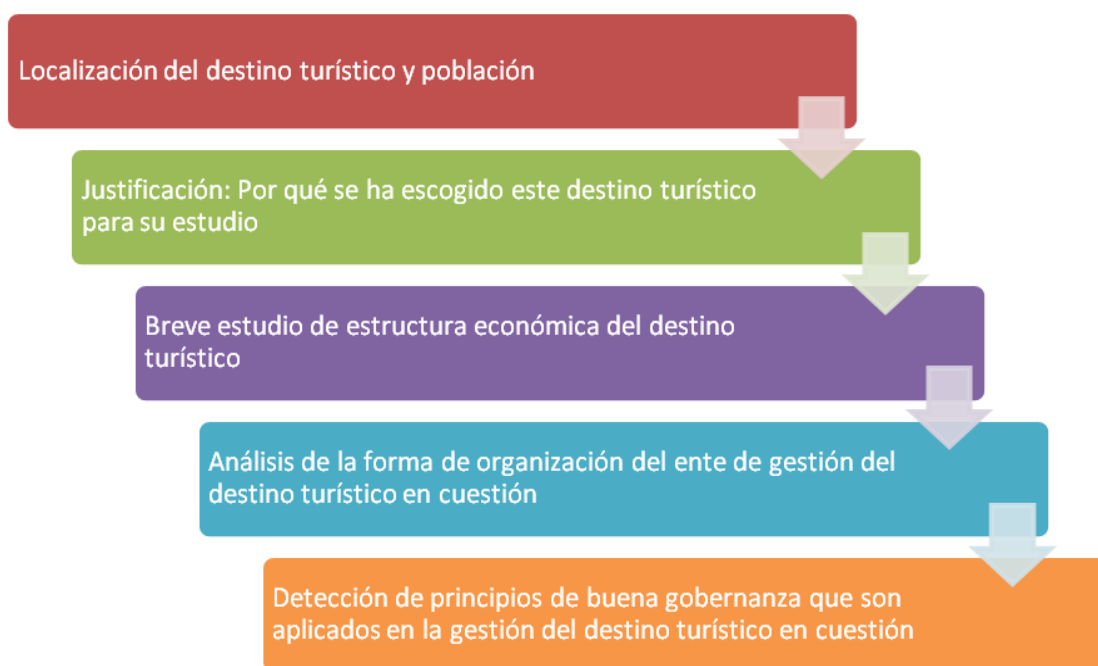 Localización del destino turístico y población
Justificación: Por qué se ha escogido este destino turístico
para su estudio
Breve estudio de estructura económica del destino
turístico
Análisis de la forma de organización del ente de gestión del
destino turístico en cuestión
Detección de principios de buena gobernanza que son
aplicados en la gestión del destino turístico en cuestión